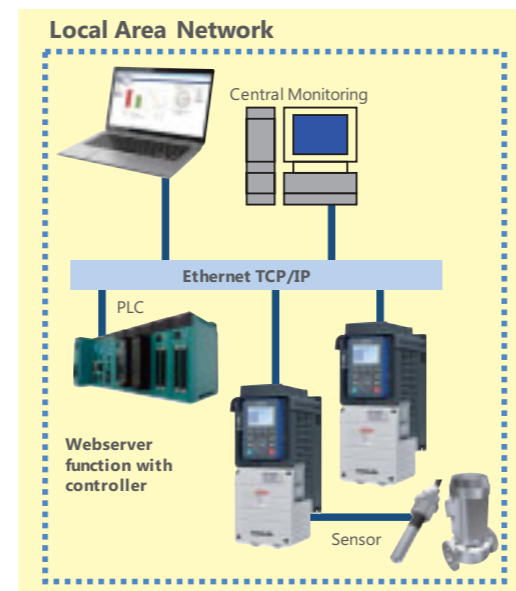 Local Area Network
Central Monitoring
Ethernet TCP/IP
PLC
Webserver
function with
controller
Sensor